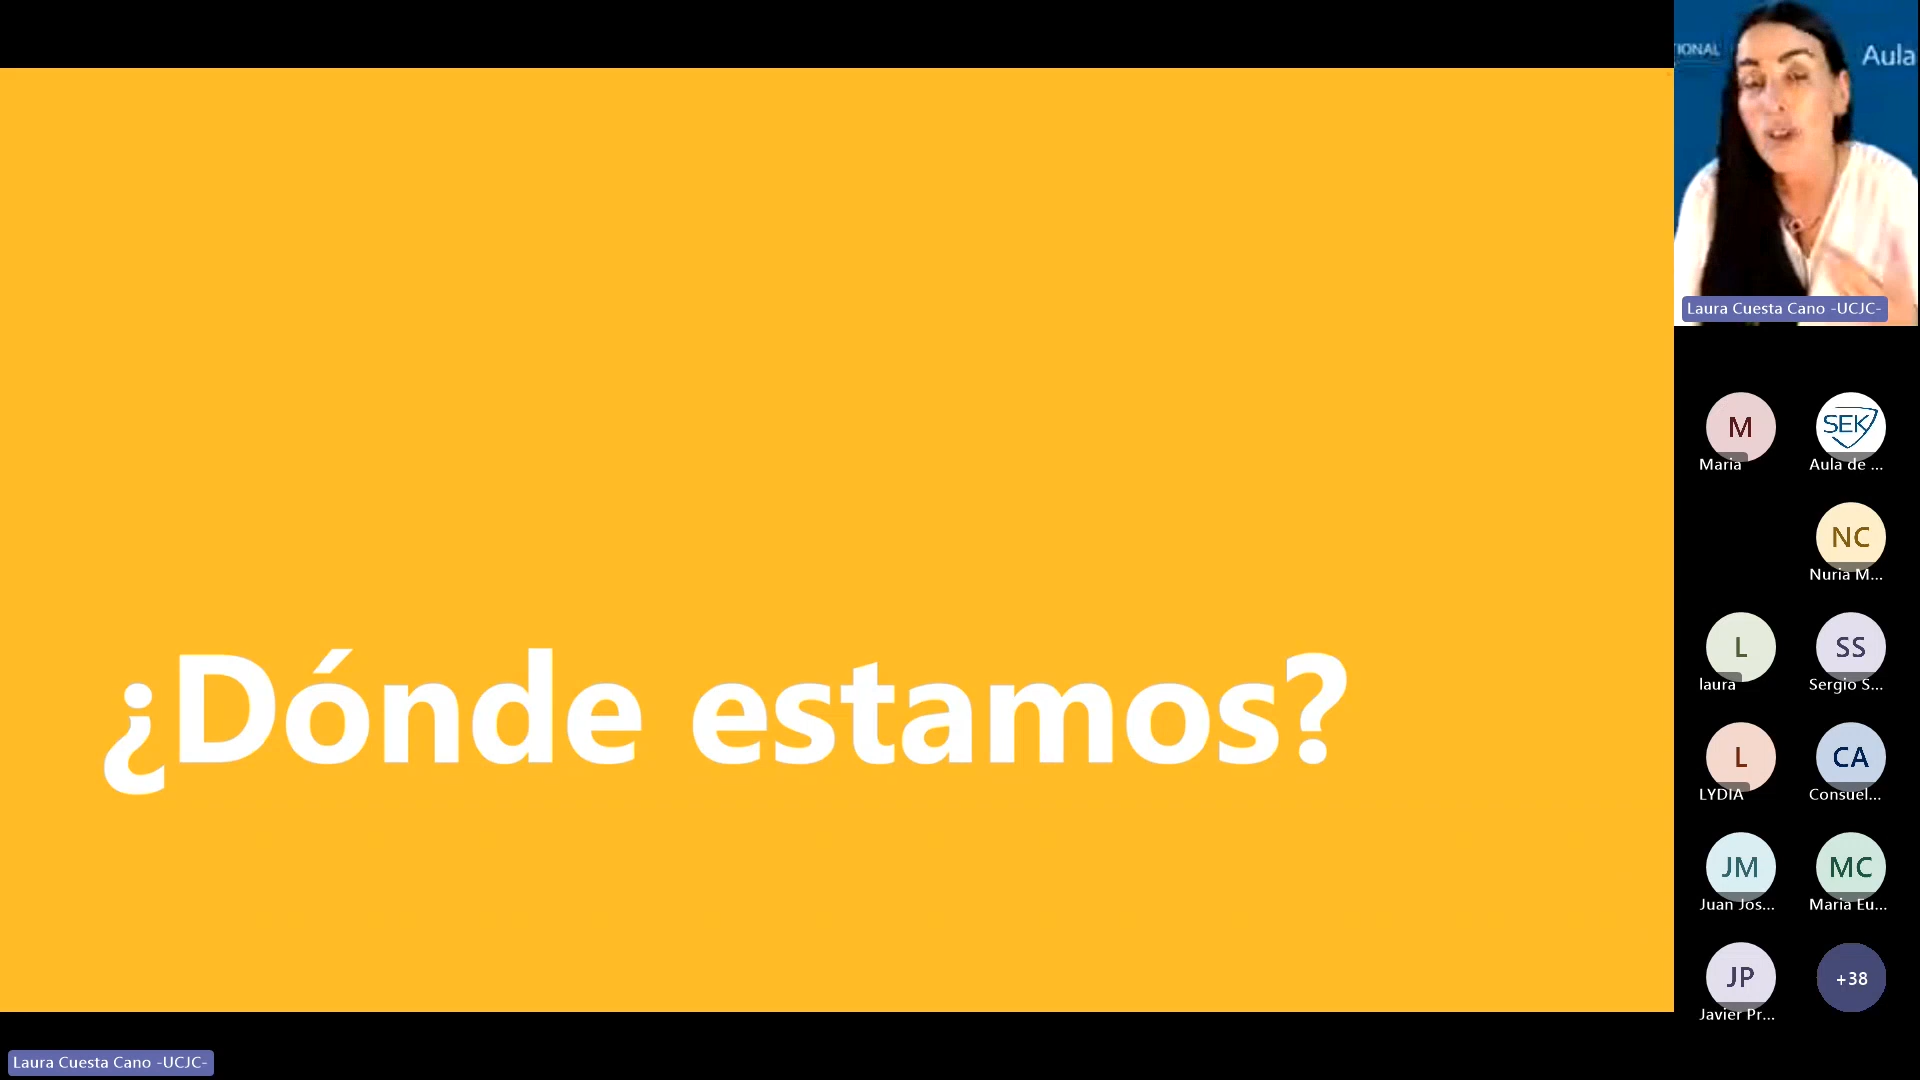 ¿Dónde estamos?
IONAL
Aula
Laura Cuesta Cano -UCJC-
M
Maria
SEK
Aula de ...
NC
Nuria M...
L
laura
SS
Sergio S...
L
LYDIA
CA
Consuel...
JM
Juan Jos...
MC
Maria Eu...
JP
Javier Pr...
+38
Laura Cuesta Cano -UCJC-